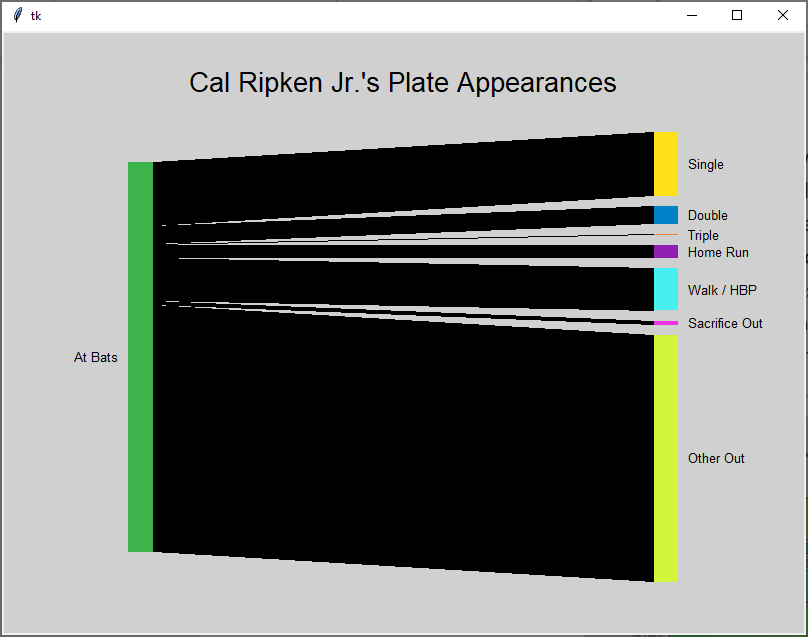 tk
Cal Ripken Jr.'s Plate Appearances
Single
Double
Triple
Home Run
Walk / HBP
Sacrifice Out
At Bats
Other Out